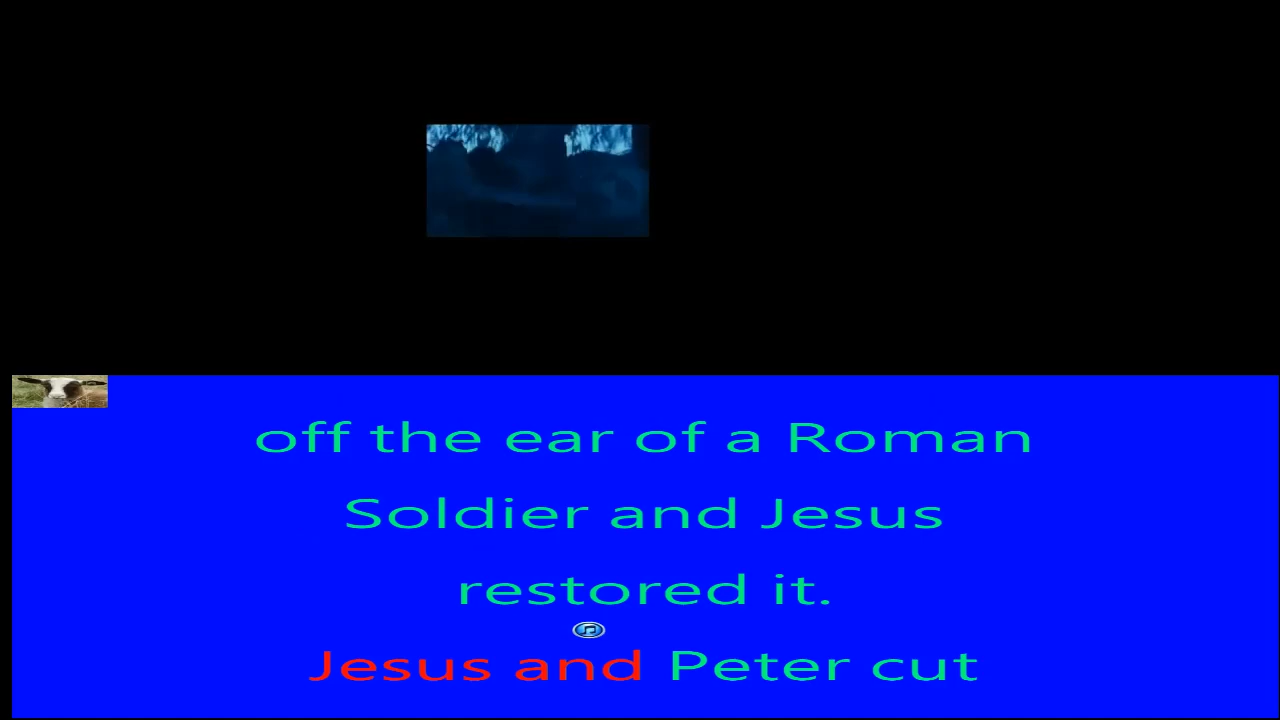 off the ear of a Roman
Soldier and Jesus
restored it.
Jesus and Peter cut